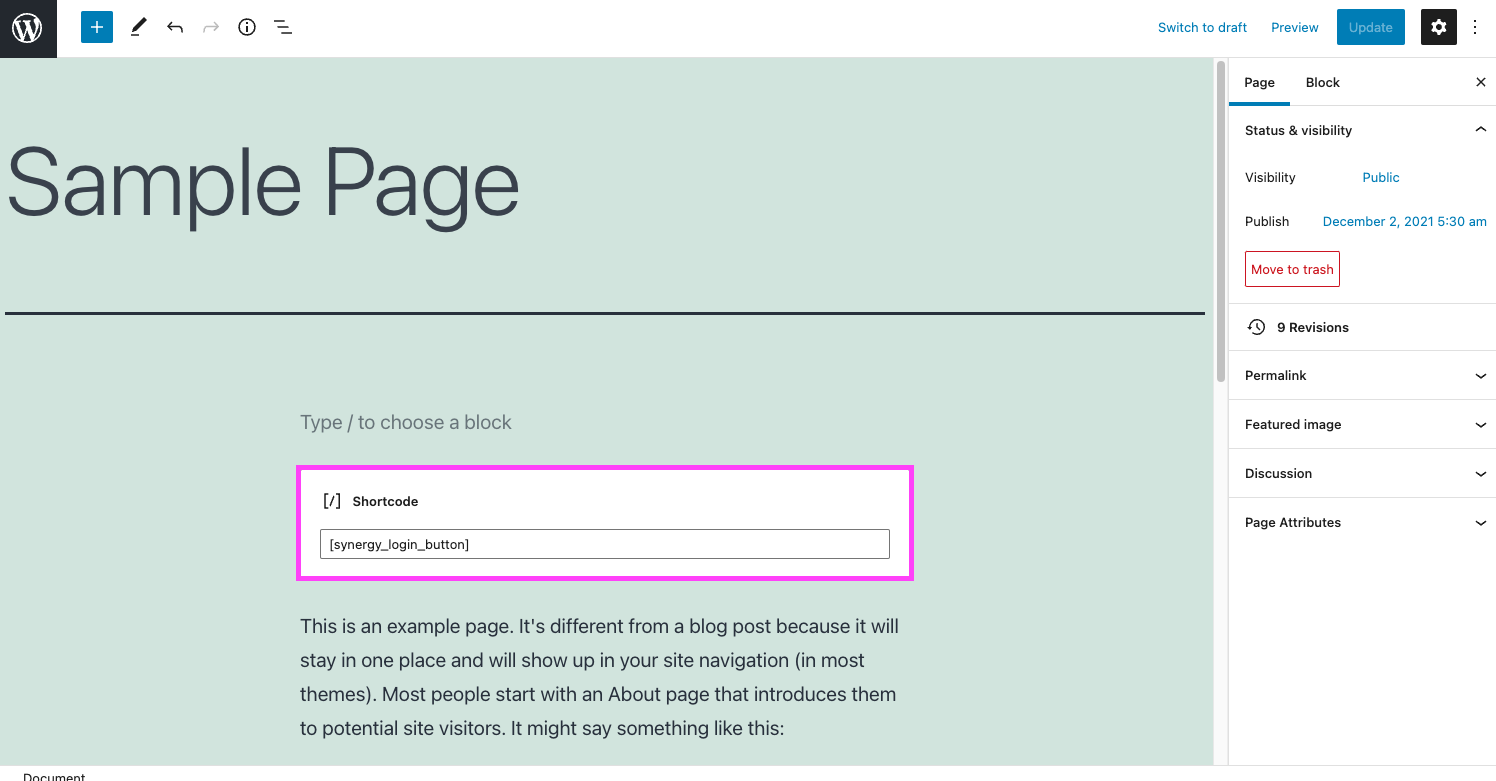 Switch to draft Preview Update
Page Block
Status & visibility
Visibility Public
Publish December 2, 2021 5:30 am
Move to trash
9 Revisions
Permalink
Featured image
Discussion
Page Attributes
Sample Page
Type / to choose a block
[/] Shortcode
[synergy_login_button]
This is an example page. It's different from a blog post because it will
stay in one place and will show up in your site navigation (in most
themes). Most people start with an About page that introduces them
to potential site visitors. It might say something like this:
Document